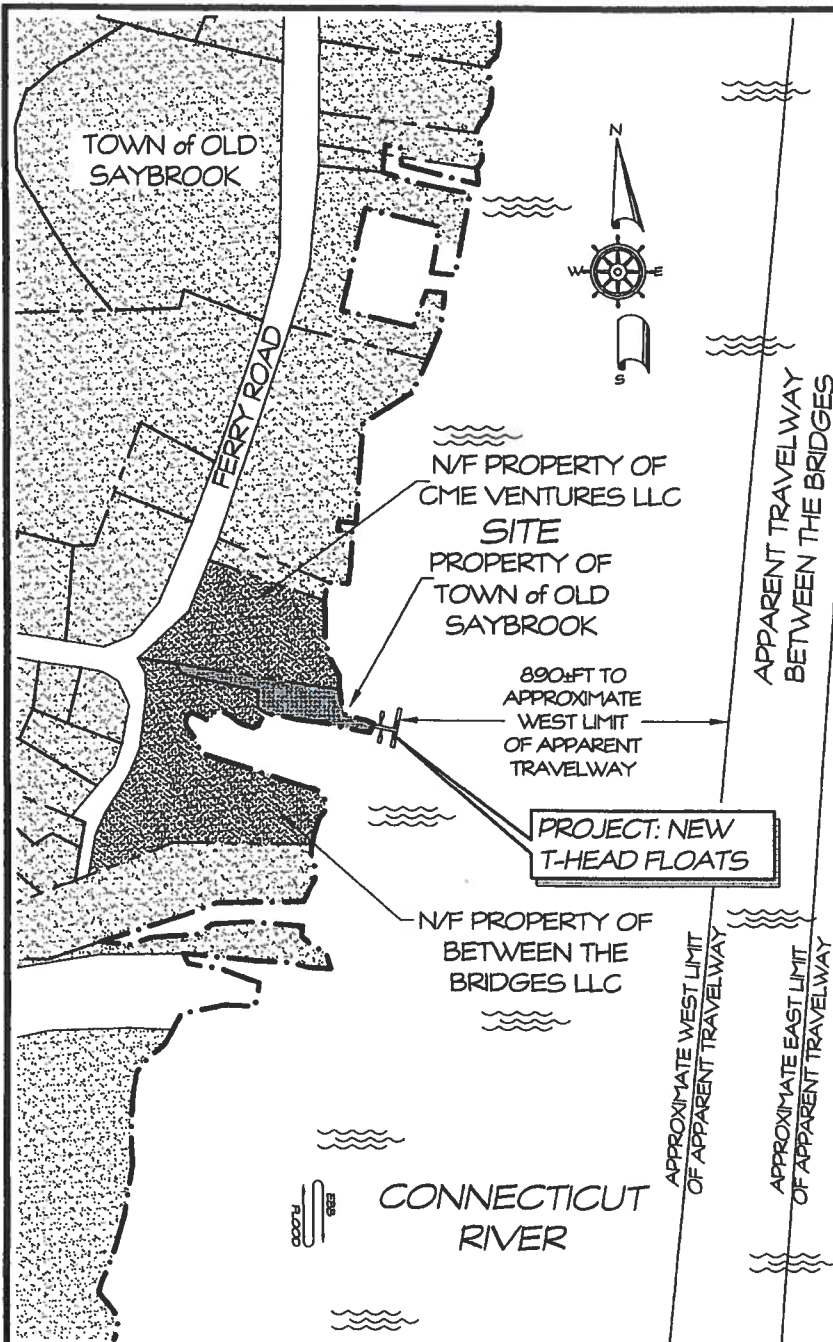 TOWN of OLD
SAYBROOK
N
W
E
S
FERRY ROAD
N/F PROPERTY OF
CME VENTURES LLC
SITE
PROPERTY OF
TOWN of OLD
SAYBROOK
APPARENT TRAVELWAY
BETWEEN THE BRIDGES
890±FT TO
APPROXIMATE
WEST LIMIT
OF APPARENT
TRAVELWAY
PROJECT: NEW
T-HEAD FLOATS
N/F PROPERTY OF
BETWEEN THE
BRIDGES LLC
APPROXIMATE WEST LIMIT
OF APPARENT TRAVELWAY
APPROXIMATE EAST LIMIT
OF APPARENT TRAVELWAY
EBB
FLOOD
CONNECTICUT
RIVER